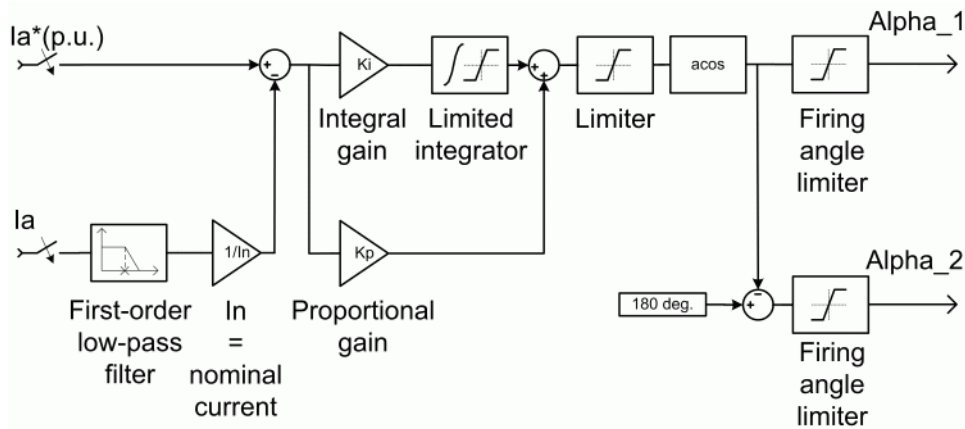 Ia*(p.u.)
Alpha_1
+
−
Ki
+
+
acos
Integral
gain
Limited
integrator
Limiter
Firing
angle
limiter
Ia
1/In
Kp
Alpha_2
First-order
low-pass
filter
In
=
nominal
current
Proportional
gain
180 deg.
+
−
Firing
angle
limiter